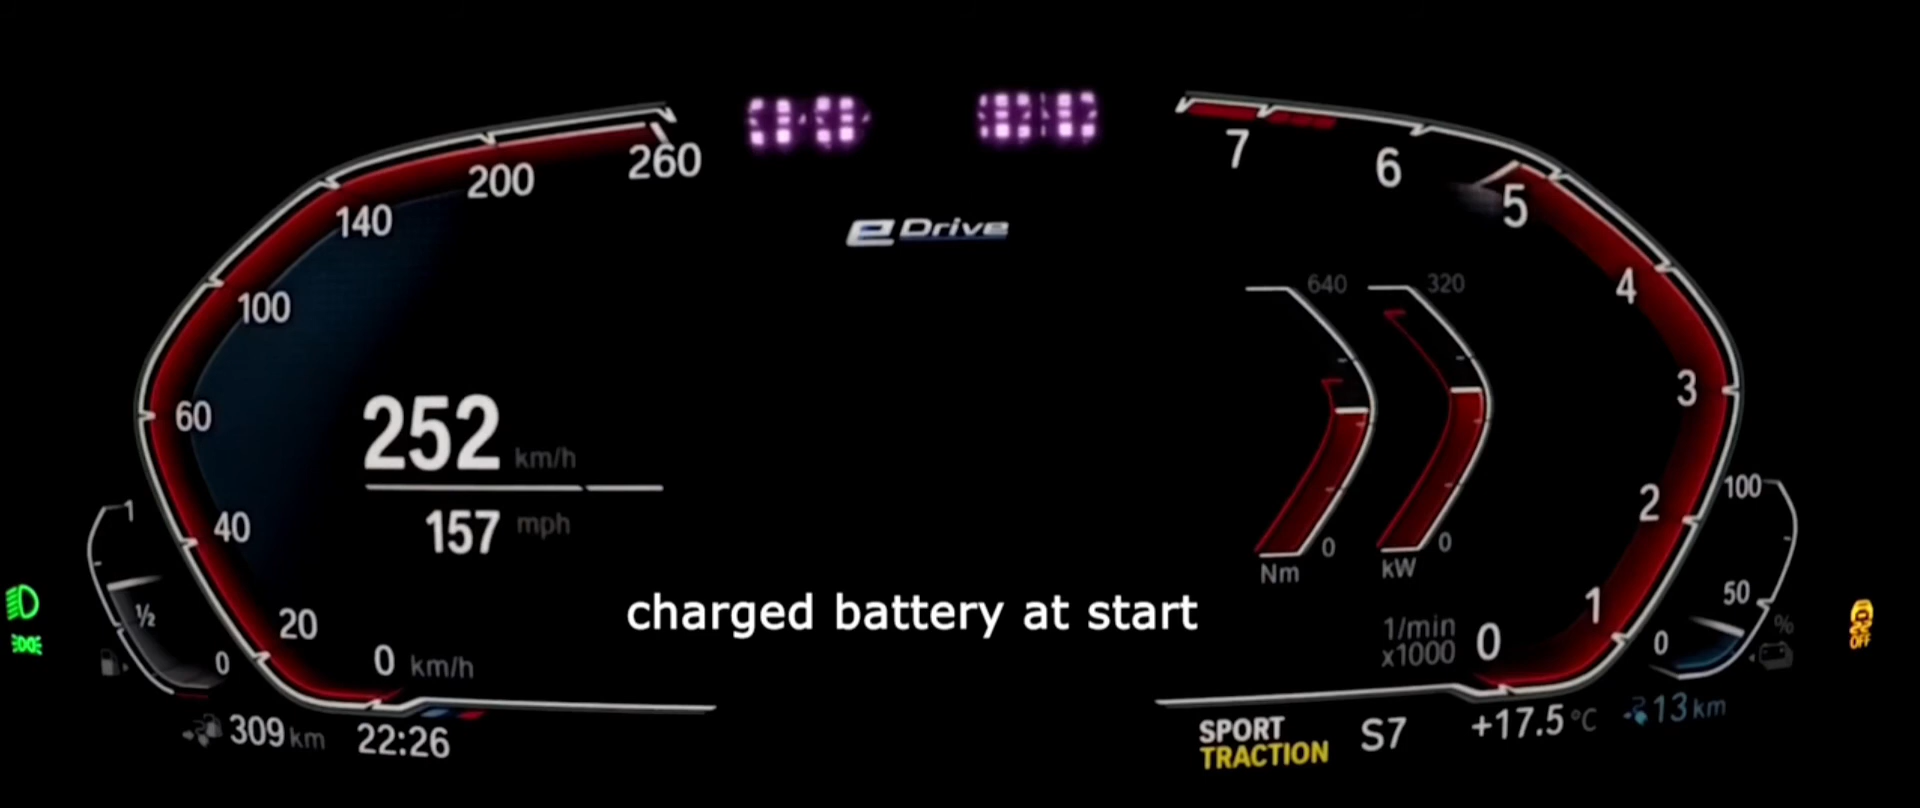 260
200
140
100
60
40
20
0 km/h
252 km/h
157 mph
1
1/2
0
309 km
22:26
eDrive
charged battery at start
7
6
5
4
3
2
1
0
1/min
x1000
640
0
Nm
320
0
kW
100
50
0
%
SPORT
TRACTION
S7
+17.5 °C
13 km
OFF